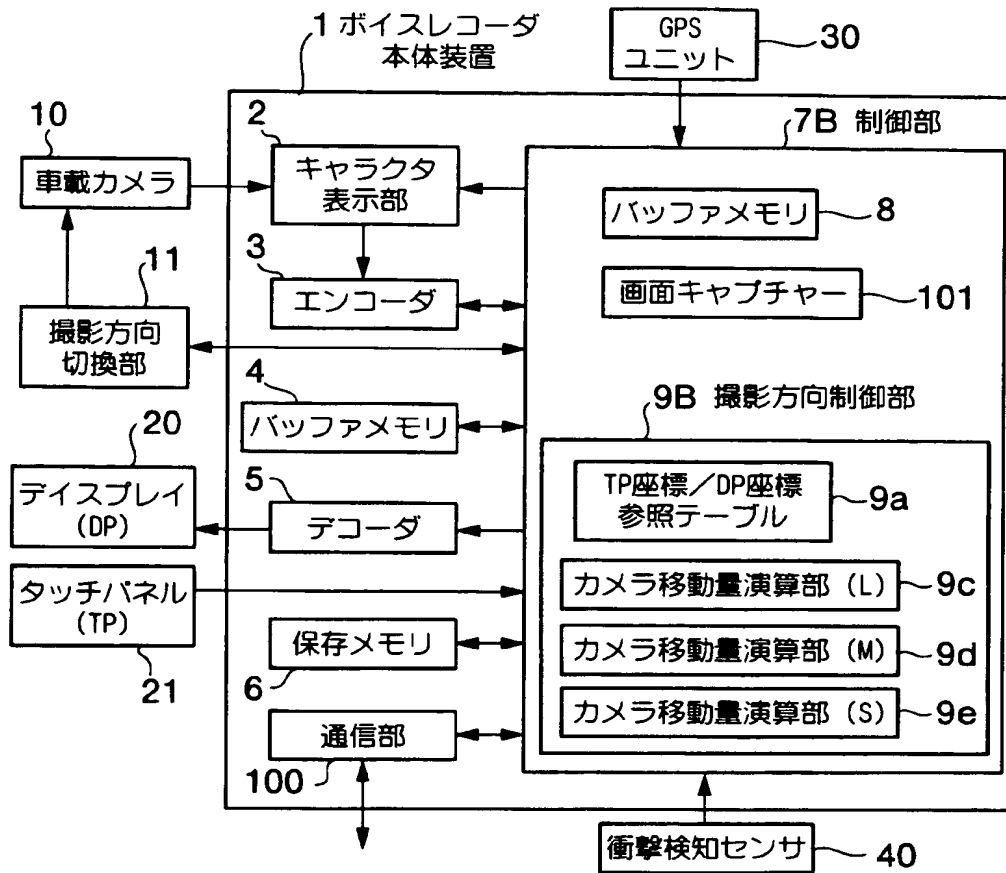 1 ボイスレコーダ
本体装置
GPS
ユニット
30
10
車載カメラ
2
キャラクタ
表示部
7B 制御部
バッファメモリ
8
3
エンコーダ
画面キャプチャー
101
11
撮影方向
切換部
4
バッファメモリ
9B 撮影方向制御部
20
デイスプレイ
(DP)
5
デコーダ
TP座標／DP座標
参照テーブル
9a
タッチパネル
(TP)
21
カメラ移動量演算部 (L)
9c
保存メモリ
6
カメラ移動量演算部 (M)
9d
カメラ移動量演算部 (S)
9e
通信部
100
衝撃検知センサ
40